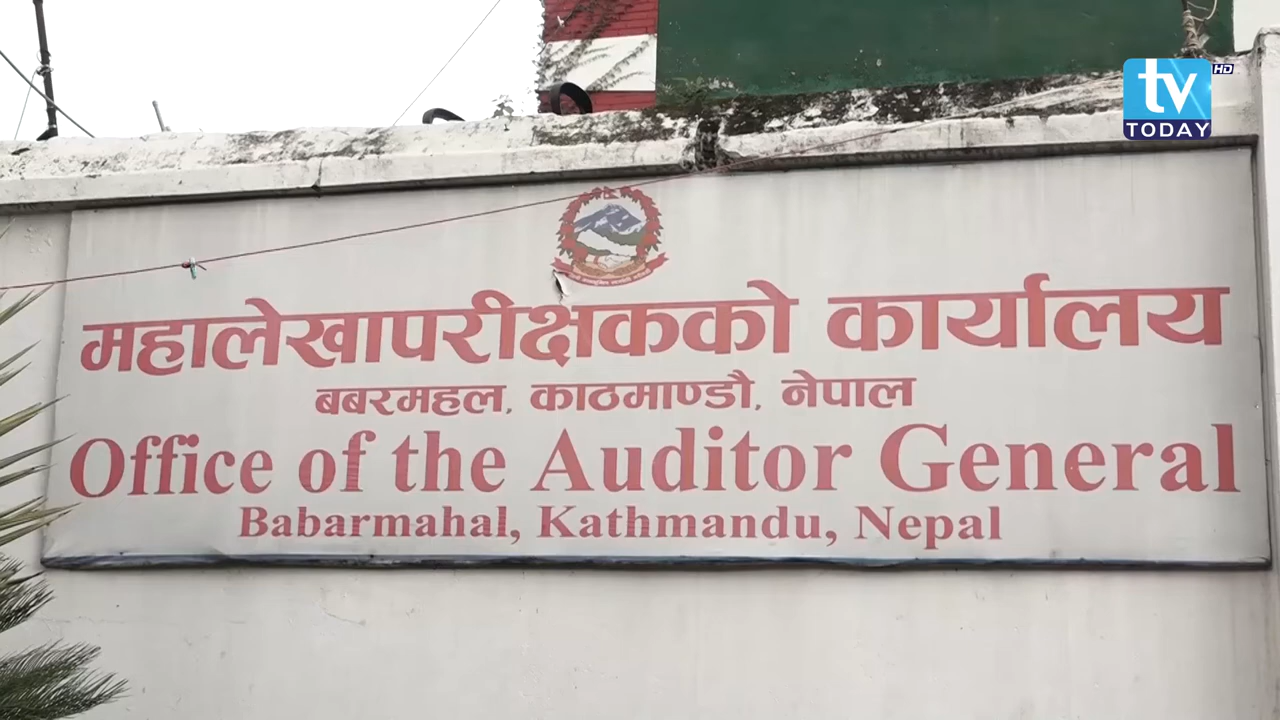 tv HD
TODAY
महालेखापरीक्षकको कार्यालय
बबरमहल, काठमाण्डौ, नेपाल
Office of the Auditor General
Babarmahal, Kathmandu, Nepal